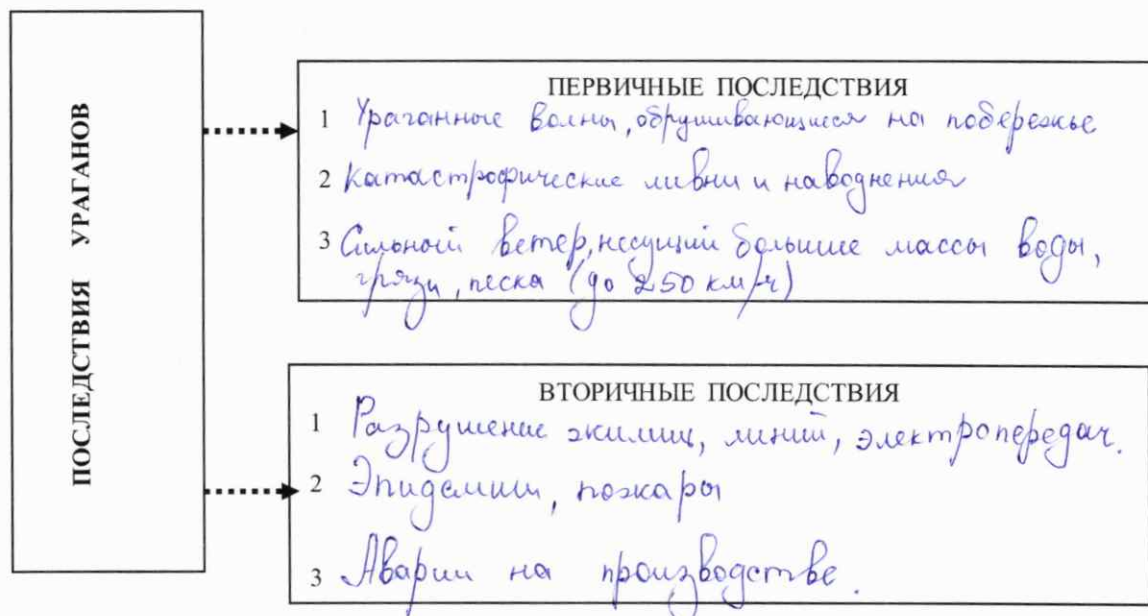 ПОСЛЕДСТВИЯ УРАГАНОВ
ПЕРВИЧНЫЕ ПОСЛЕДСТВИЯ
1 Ураганные волны, обрушивающиеся на побережье
2 Катастрофические ливни и наводнения
3 Сильный ветер, несущий большие массы воды,
грязи, песка (до 250 км/ч)
ВТОРИЧНЫЕ ПОСЛЕДСТВИЯ
1 Разрушение жилищ, линий, электропередач.
2 Эпидемии, пожары
3 Аварии на производстве.